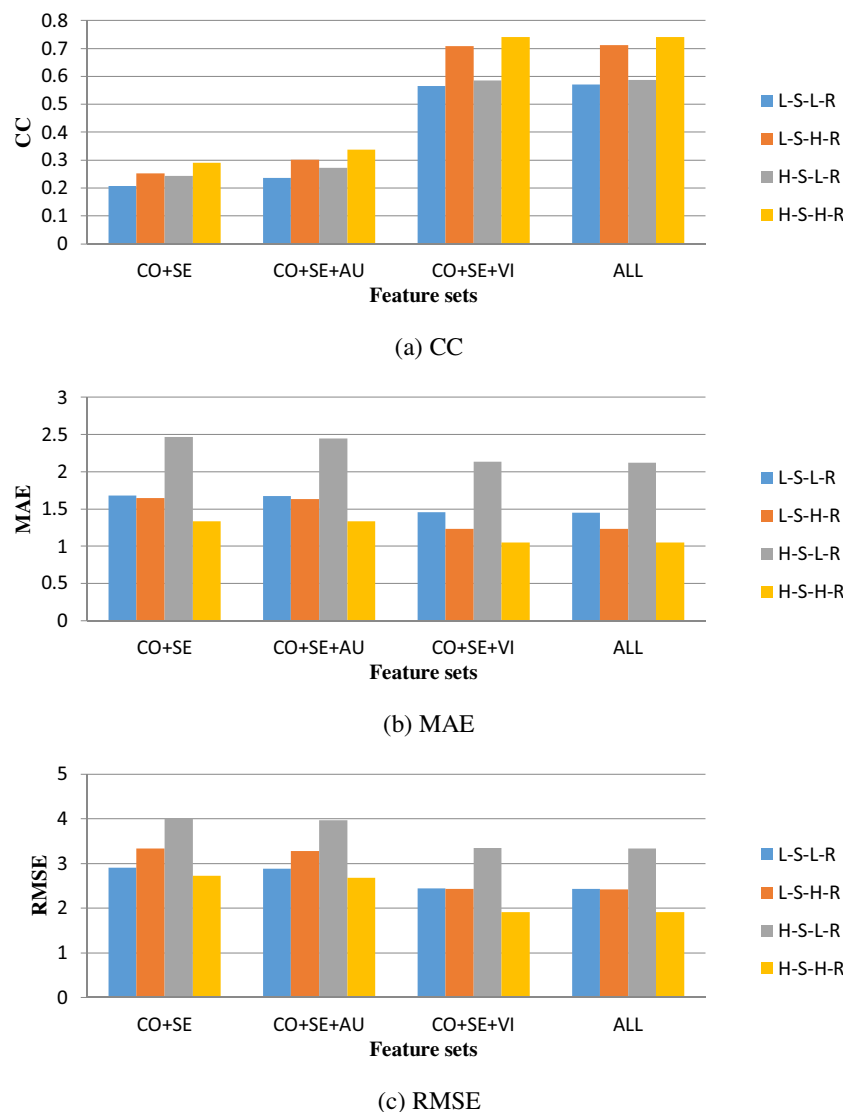 0.8
0.7
0.6
0.5
0.4
0.3
0.2
0.1
0
CC
CO+SE CO+SE+AU CO+SE+VI ALL
Feature sets
L-S-L-R
L-S-H-R
H-S-L-R
H-S-H-R
(a) CC
3
2.5
2
1.5
1
0.5
0
MAE
CO+SE CO+SE+AU CO+SE+VI ALL
Feature sets
L-S-L-R
L-S-H-R
H-S-L-R
H-S-H-R
(b) MAE
5
4
3
2
1
0
RMSE
CO+SE CO+SE+AU CO+SE+VI ALL
Feature sets
L-S-L-R
L-S-H-R
H-S-L-R
H-S-H-R
(c) RMSE